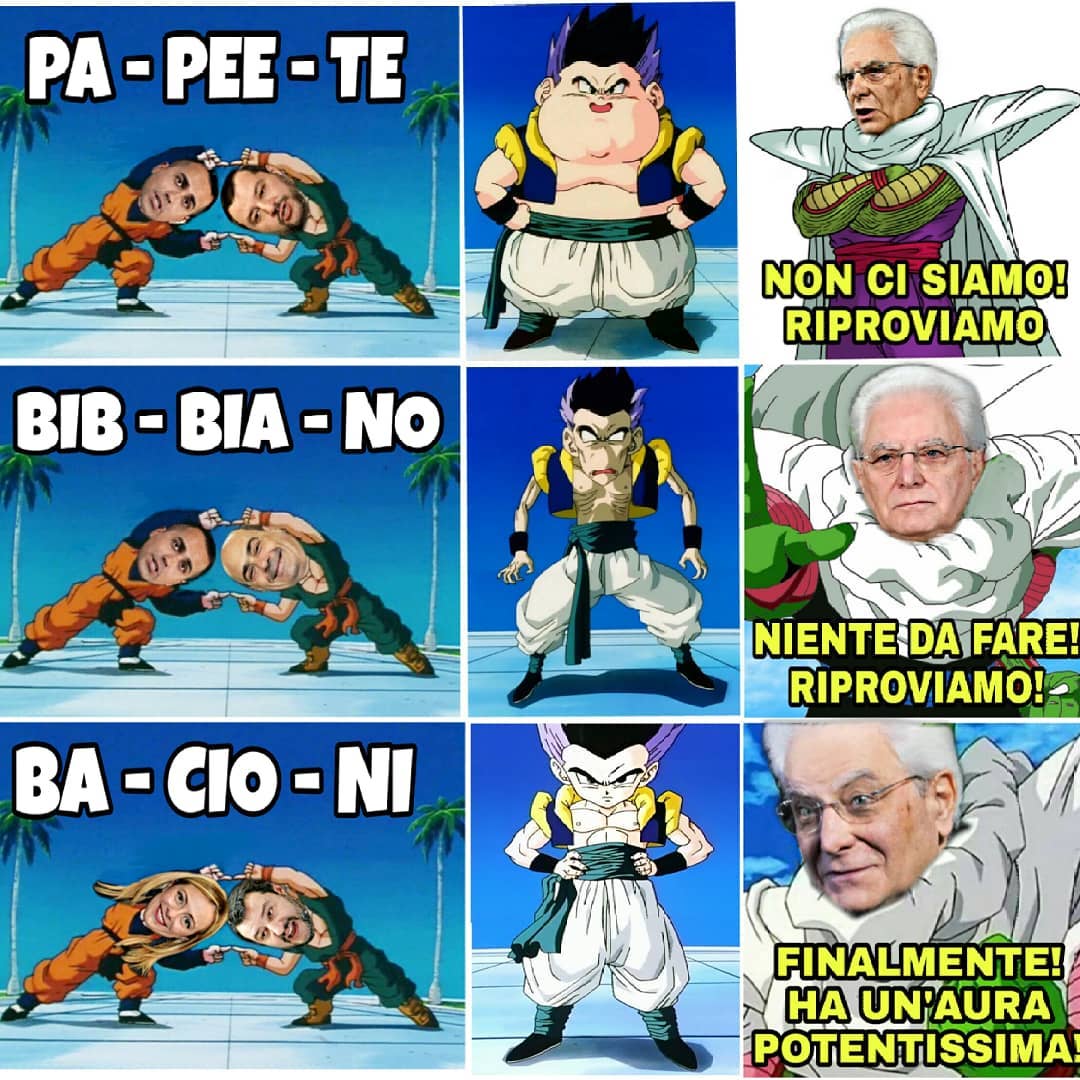 PA - PEE - TE
NON CI SIAMO!
RIPROVIAMO
BIB - BIA - NO
NIENTE DA FARE!
RIPROVIAMO!
BA - CIO - NI
FINALMENTE!
HA UN'AURA
POTENTISSIMA!